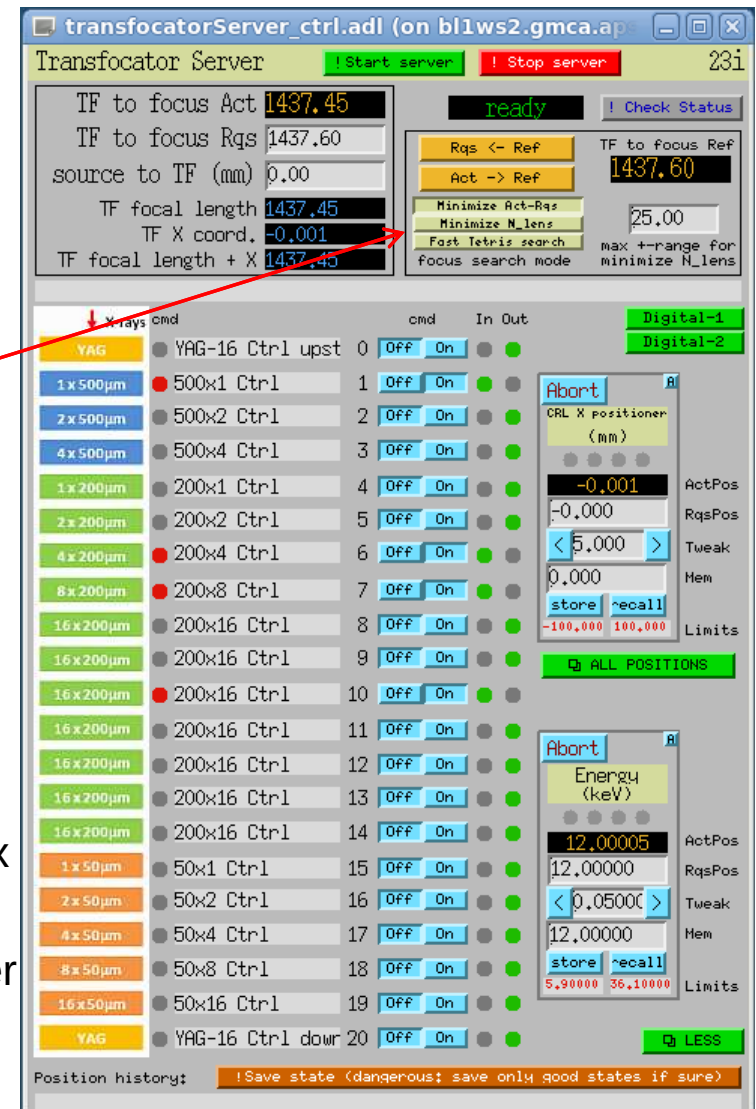 transfocatorServer_ctrl.adl (on bl1ws2.gmca.ap
Transfocator Server !Start server ! Stop server 23i
TF to focus Act 1437.45
TF to focus Rqs 1437.60
source to TF (mm) 0.00
TF focal length 1437.45
TF X coord. -0.001
TF focal length + X 1437.45
ready ! Check Status
Rqs <- Ref
Act -> Ref
Minimize Act-Rqs
Minimize N_lens
Fast Tetris search
focus search mode
TF to focus Ref
1437.60
25.00
max +-range for
minimize N_lens
X-rays cmd cmd In Out
YAG YAG-16 Ctrl upst 0 Off On
1x500µm 500x1 Ctrl 1 Off On
2x500µm 500x2 Ctrl 2 Off On
4x500µm 500x4 Ctrl 3 Off On
1x200µm 200x1 Ctrl 4 Off On
2x200µm 200x2 Ctrl 5 Off On
4x200µm 200x4 Ctrl 6 Off On
8x200µm 200x8 Ctrl 7 Off On
16x200µm 200x16 Ctrl 8 Off On
16x200µm 200x16 Ctrl 9 Off On
16x200µm 200x16 Ctrl 10 Off On
16x200µm 200x16 Ctrl 11 Off On
16x200µm 200x16 Ctrl 12 Off On
16x200µm 200x16 Ctrl 13 Off On
16x200µm 200x16 Ctrl 14 Off On
1x50µm 50x1 Ctrl 15 Off On
2x50µm 50x2 Ctrl 16 Off On
4x50µm 50x4 Ctrl 17 Off On
8x50µm 50x8 Ctrl 18 Off On
16x50µm 50x16 Ctrl 19 Off On
YAG YAG-16 Ctrl dowr 20 Off On
Digital-1
Digital-2
Abort A
CRL X positioner
(mm)
-0.001 ActPos
-0.000 RqsPos
< 5.000 > Tweak
0.000 Mem
store recall
-100.000 100.000 Limits
ALL POSITIONS
Abort A
Energy
(keV)
12.00005 ActPos
12.00000 RqsPos
< 0.0500 > Tweak
12.00000 Mem
store recall
5.90000 36.10000 Limits
LESS
Position history: !Save state (dangerous: save only good states if sure)
x
er